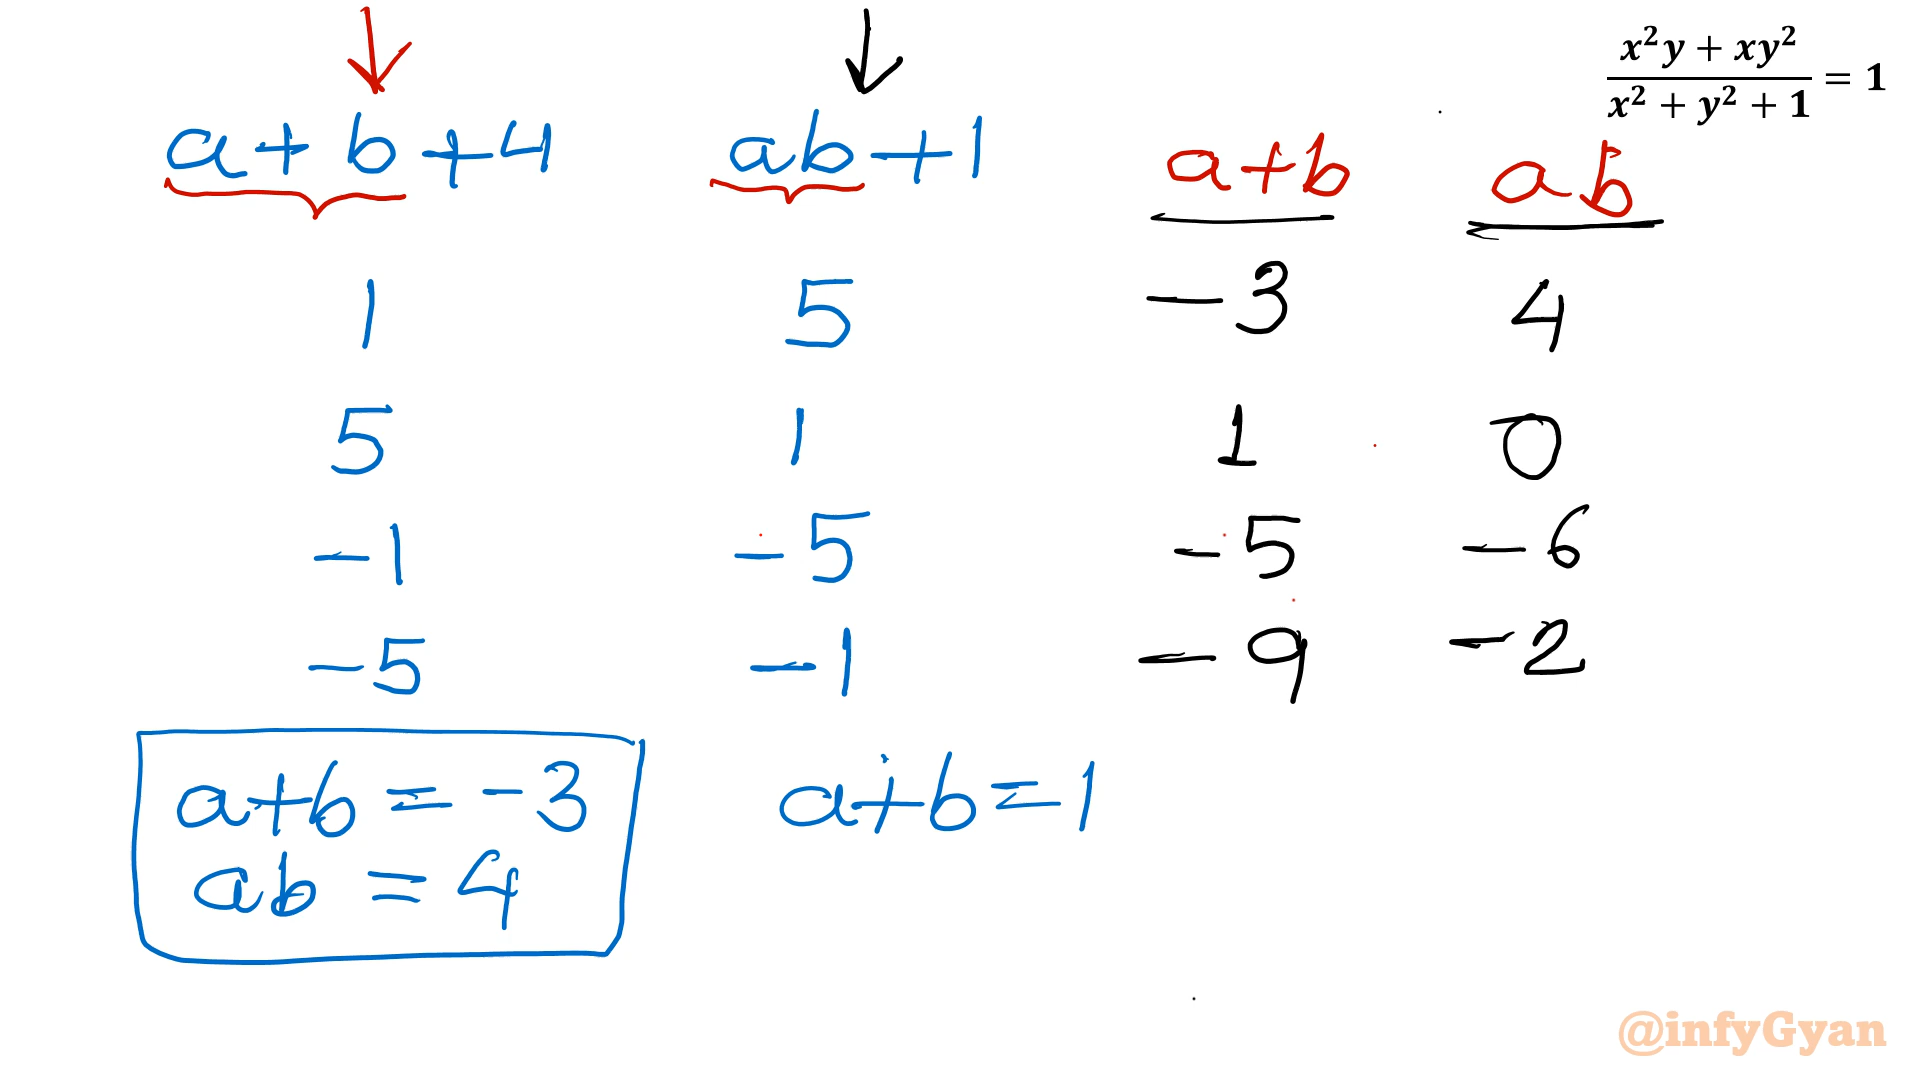 x²y + xy²
x² + y² + 1 = 1
a + b + 4 ab + 1 a + b ab
1 5 -3 4
5 1 1 0
-1 -5 -5 -6
-5 -1 -9 -2
a + b = -3 a + b = 1
ab = 4
@infyGyan